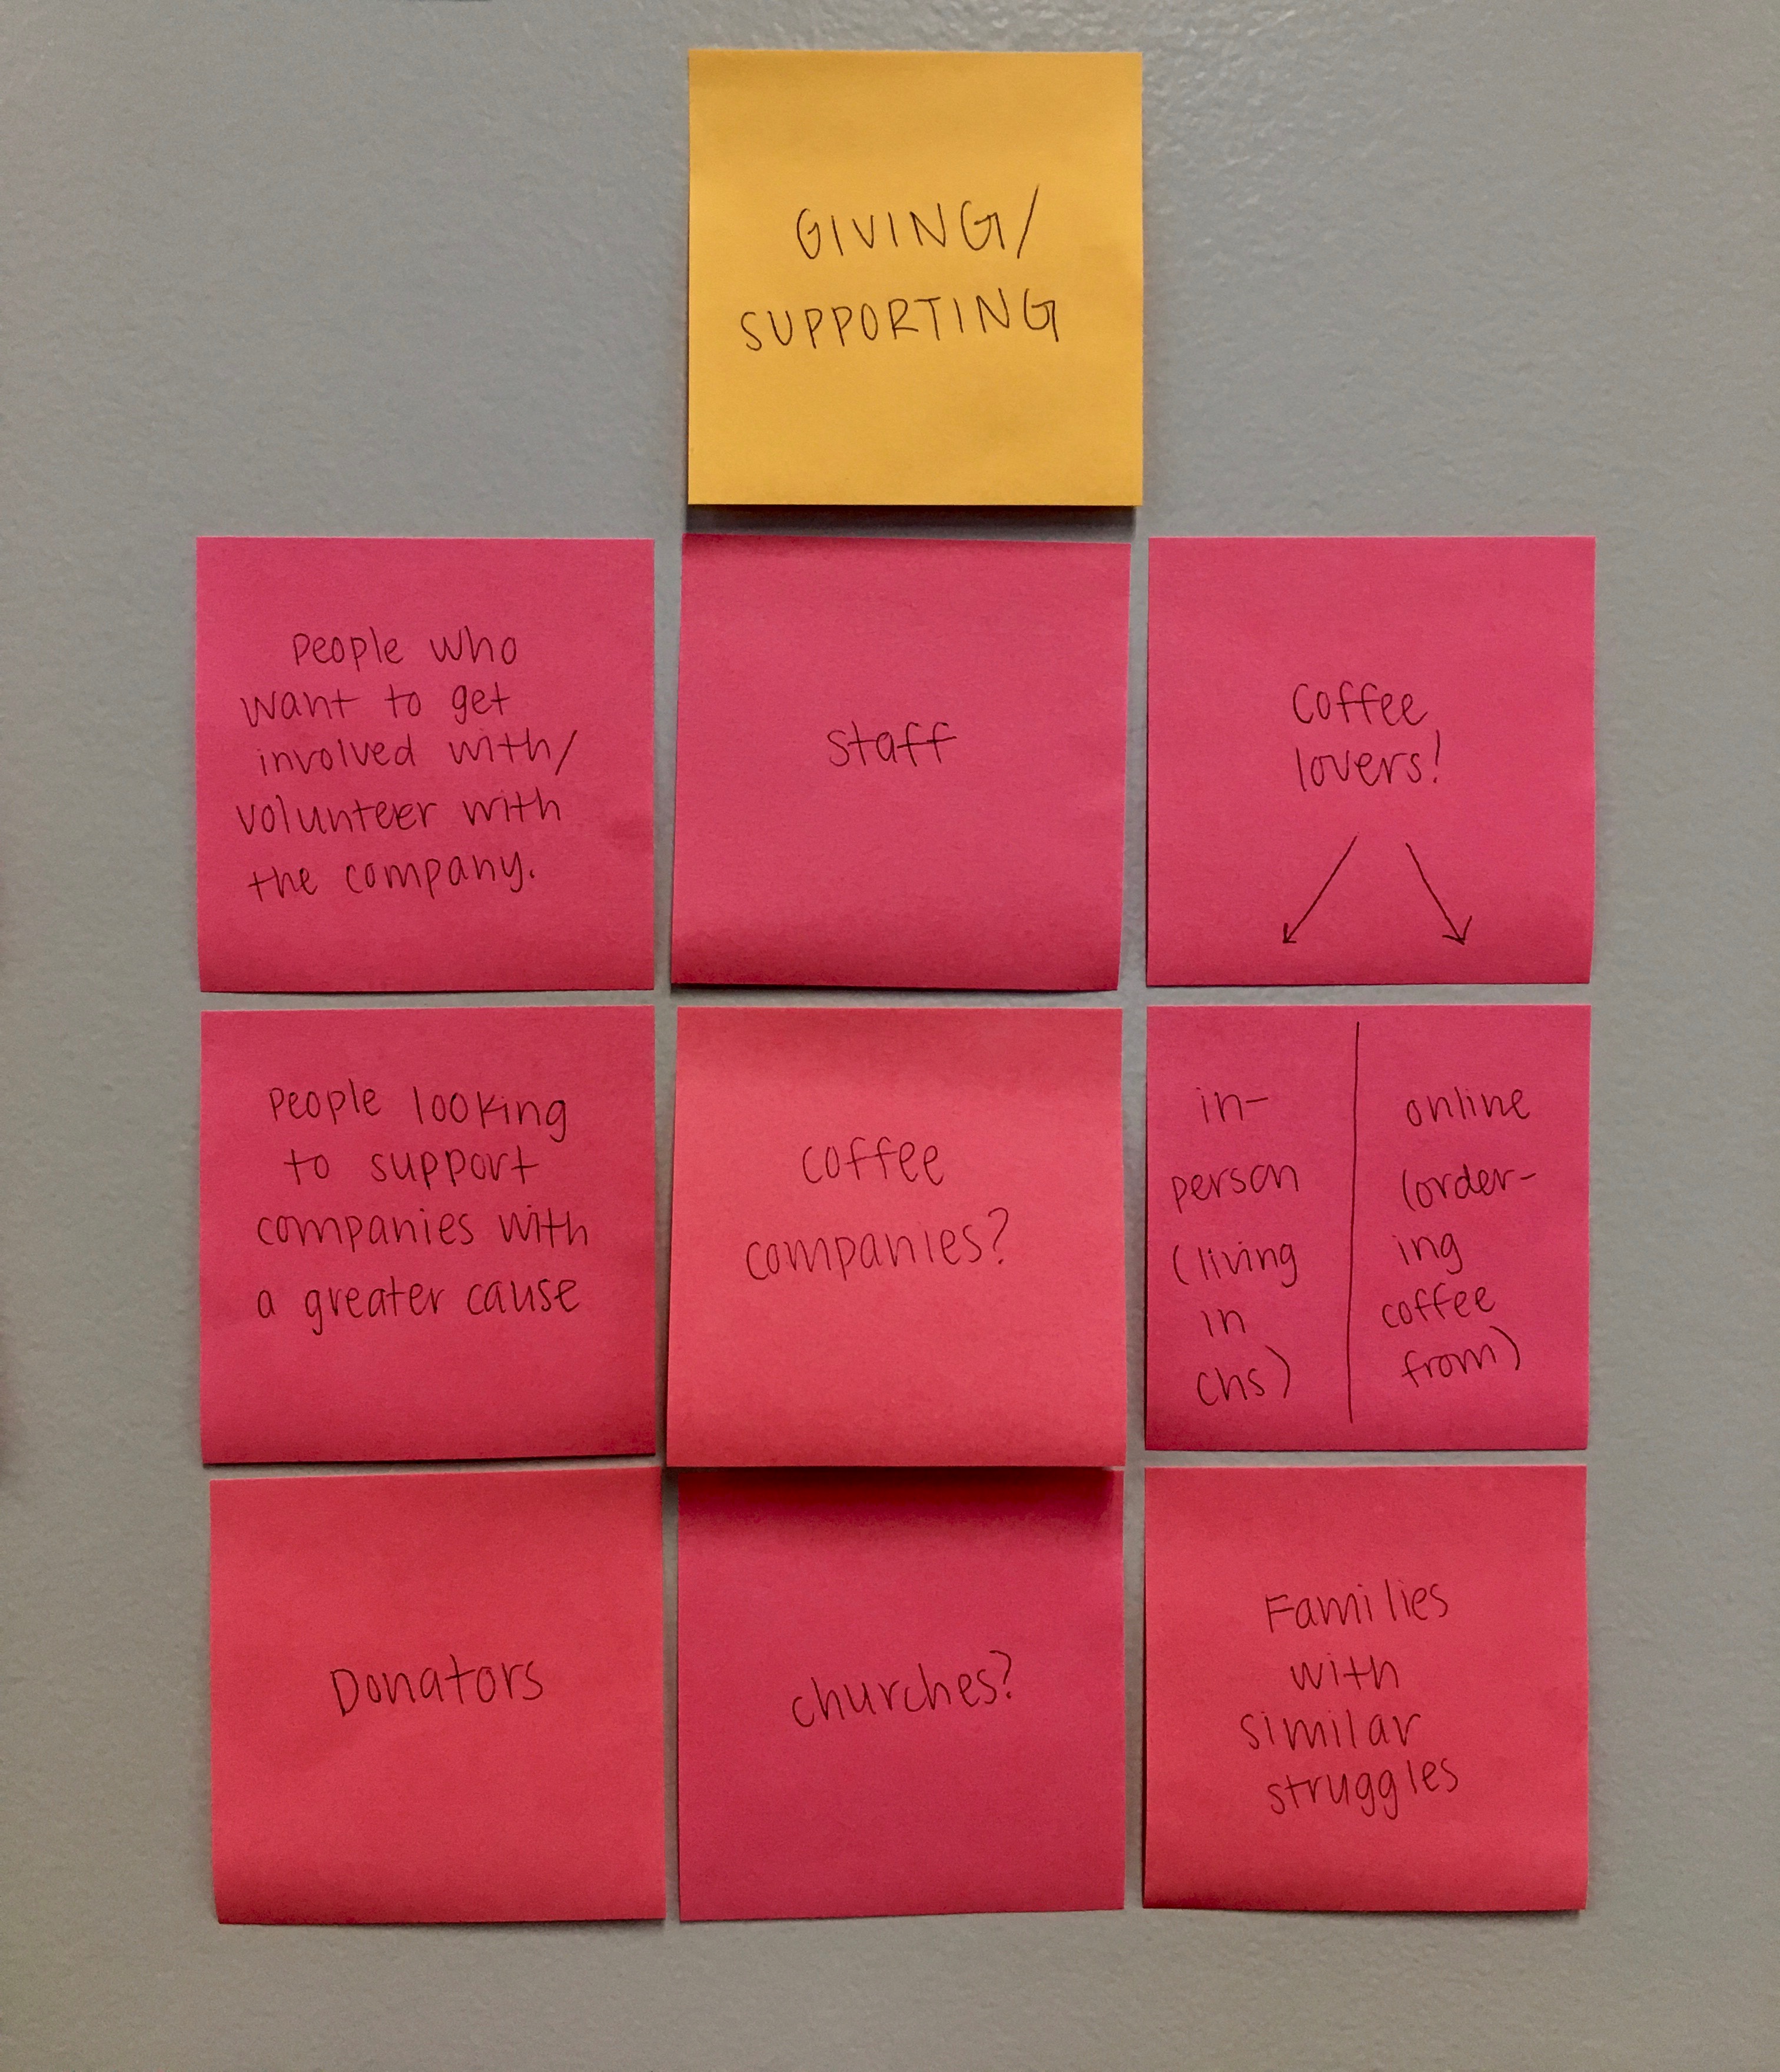 GIVING/
SUPPORTING
People who
want to get
involved with/
volunteer with
the company.
staff
Coffee
lovers!
People looking
to support
companies with
a greater cause
coffee
companies?
in-
person
(living
in
chs)
online
(order-
ing
coffee
from)
Donators
churches?
Families
with
similar
struggles